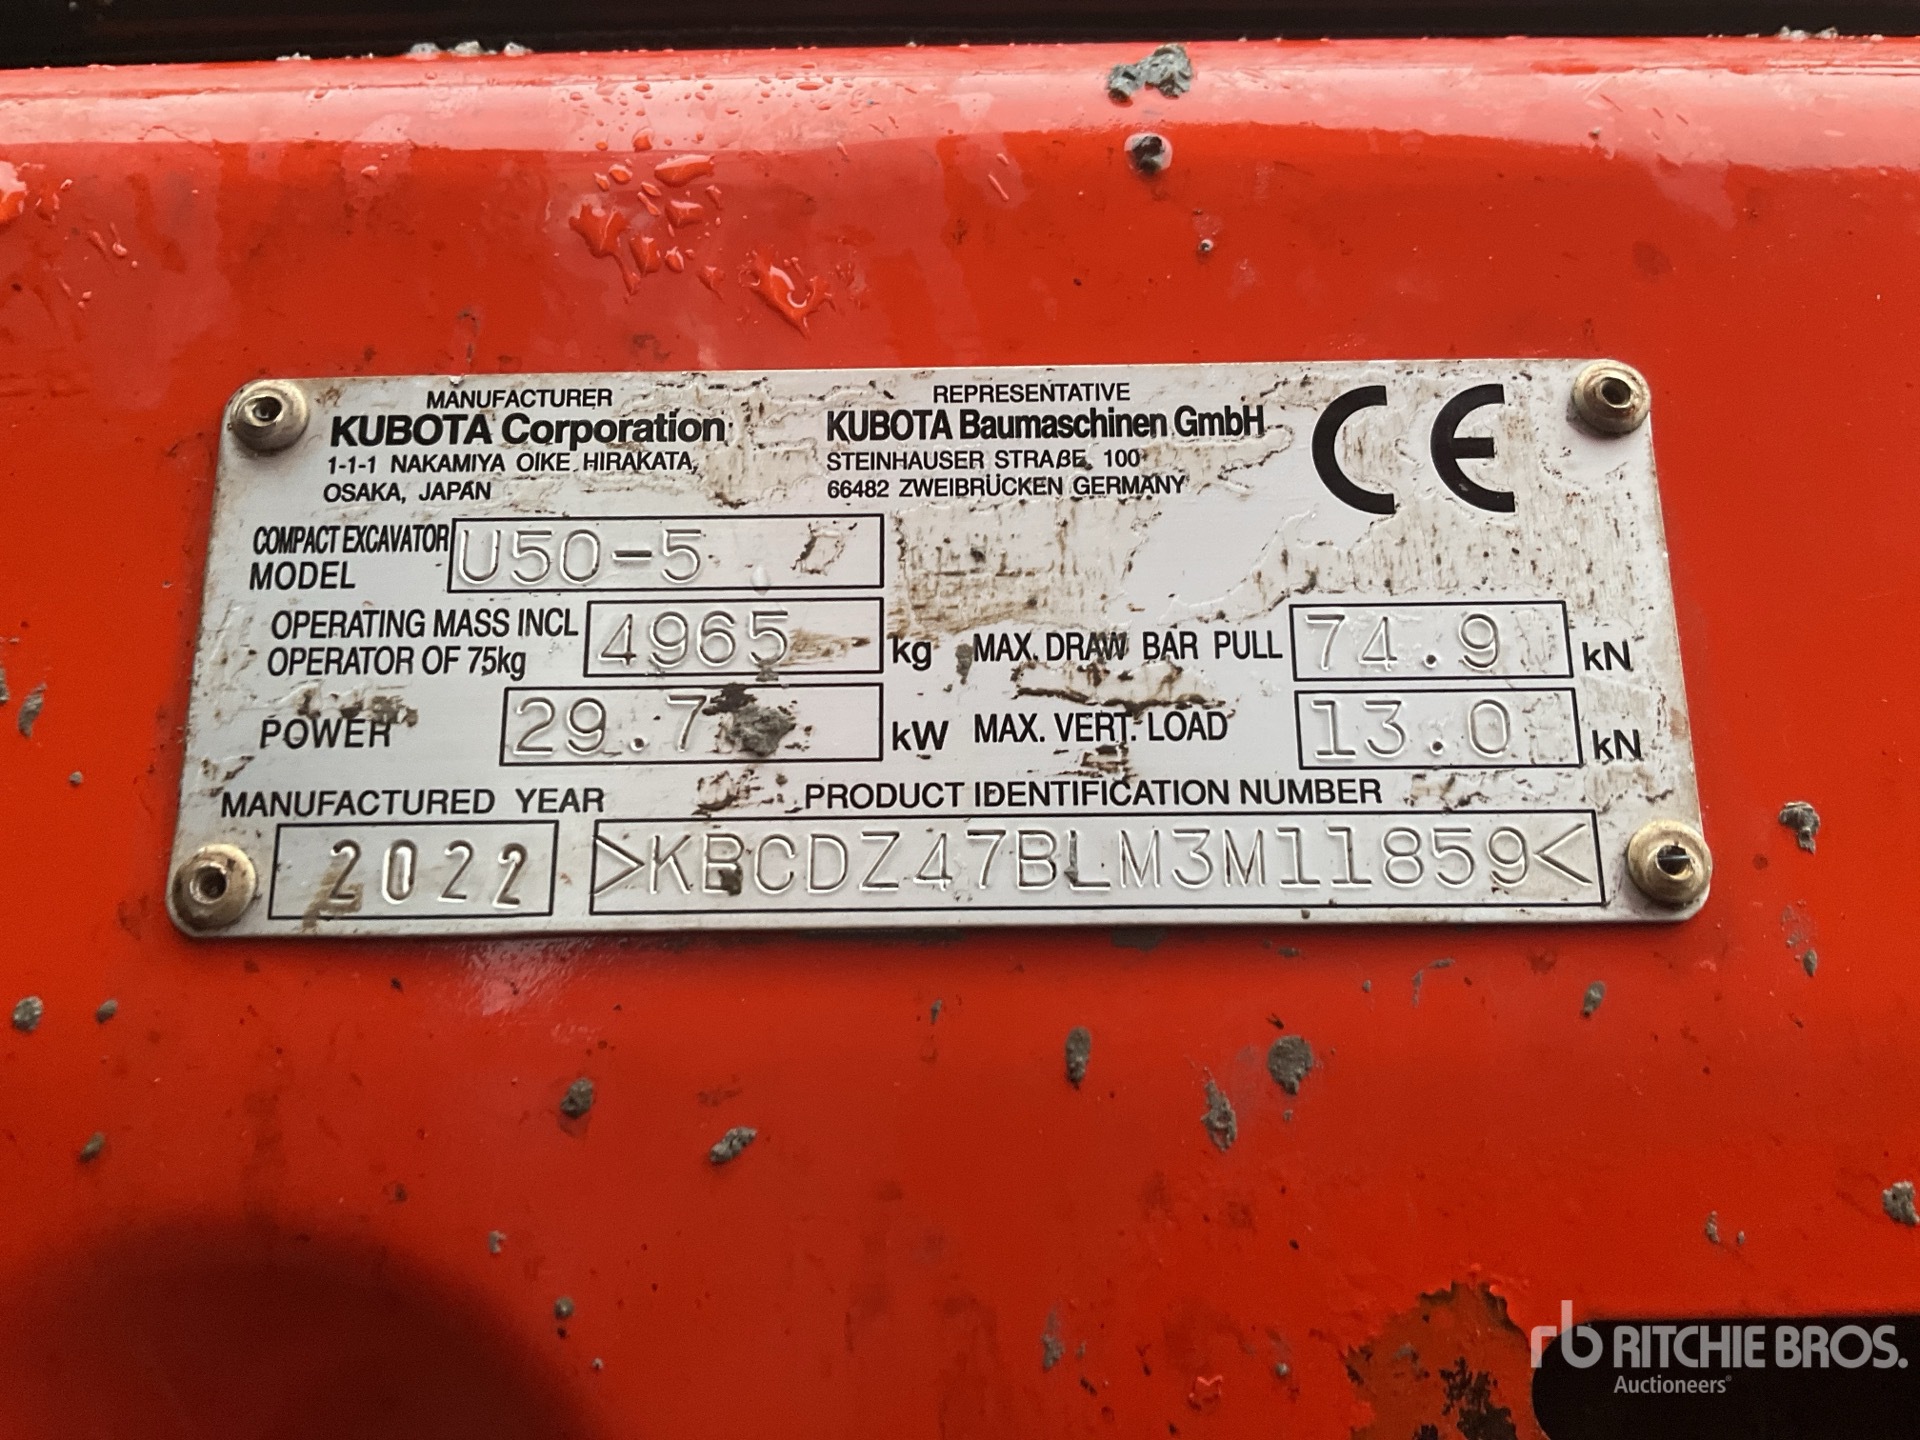 MANUFACTURER
KUBOTA Corporation
1-1-1 NAKAMIYA OIKE HIRAKATA,
OSAKA, JAPAN
REPRESENTATIVE
KUBOTA Baumaschinen GmbH
STEINHAUSER STRAßE 100
66482 ZWEIBRÜCKEN GERMANY
CE
COMPACT EXCAVATOR
MODEL
U50-5
OPERATING MASS INCL
OPERATOR OF 75kg
4965 kg
MAX. DRAW BAR PULL 74.9 kN
POWER 29.7 kW
MAX. VERT. LOAD 13.0 kN
MANUFACTURED YEAR
2022
PRODUCT IDENTIFICATION NUMBER
>KBCDZ47BLM3M11859<
rb RITCHIE BROS.
Auctioneers®